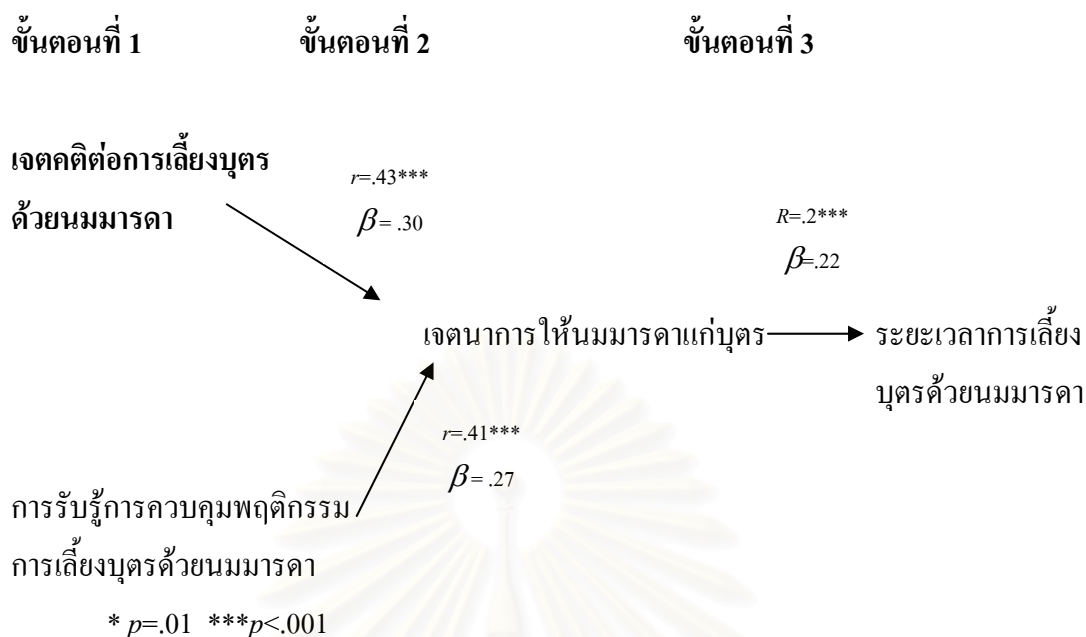 ขั้นตอนที่ 1 ขั้นตอนที่ 2 ขั้นตอนที่ 3
เจตคติต่อการเลี้ยงบุตร
ด้วยนมมารดา
r=.43***
β= .30
R=.2***
β=.22
เจตนาการให้นมมารดาแก่บุตร
ระยะเวลาการเลี้ยง
บุตรด้วยนมมารดา
r=.41***
β= .27
การรับรู้การควบคุมพฤติกรรม
การเลี้ยงบุตรด้วยนมมารดา
* p=.01 ***p<.001